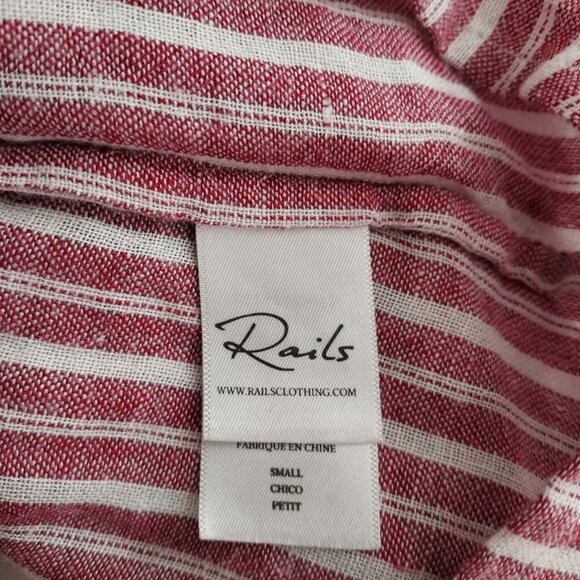 Rails
WWW.RAILSCLOTHING.COM
FABRIQUE EN CHINE
SMALL
CHICO
PETIT